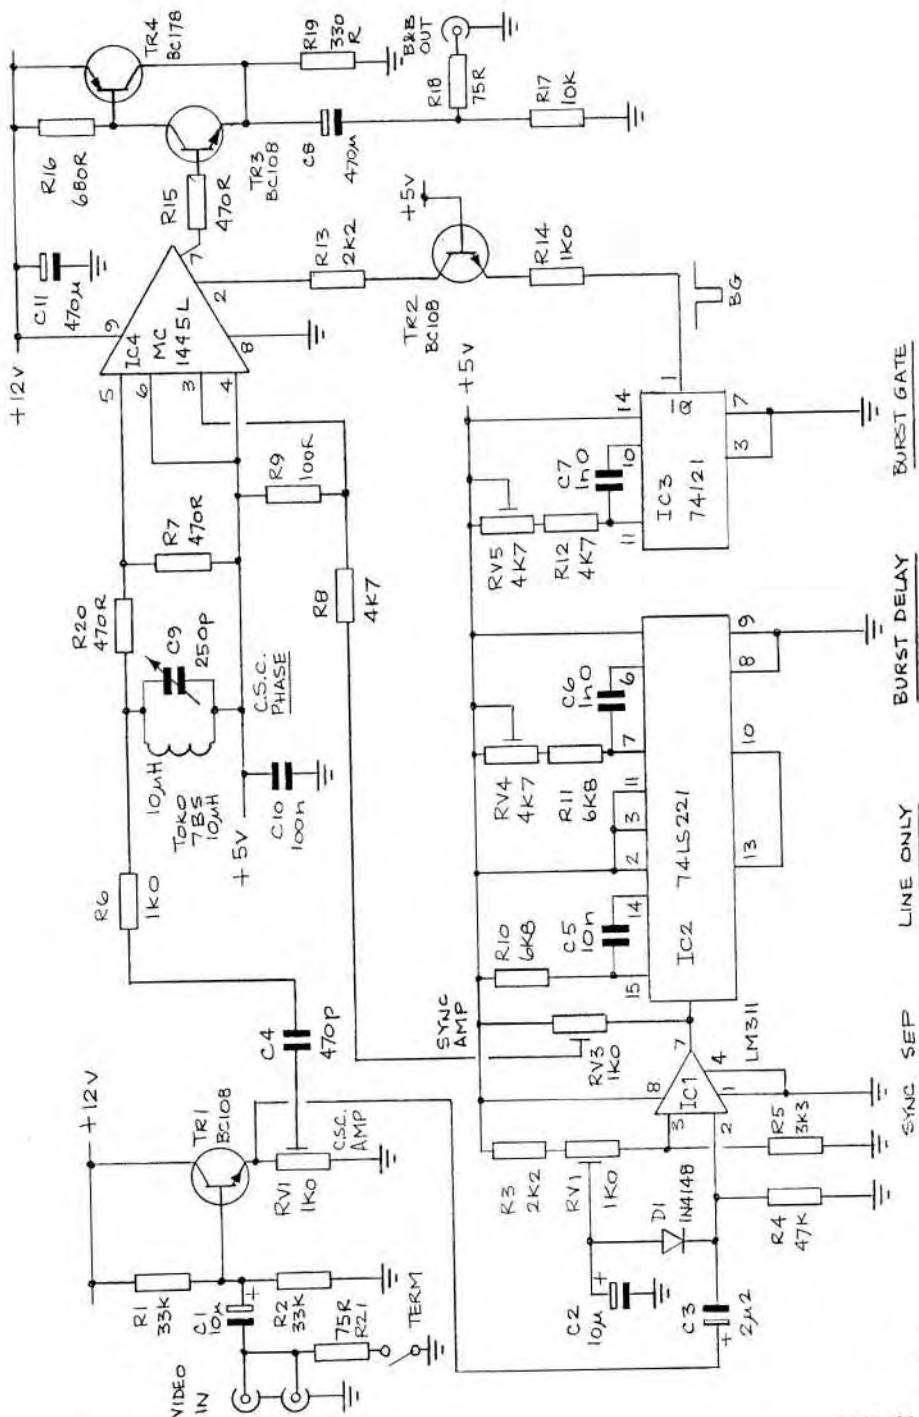 +12V
TR4
BC178
R16
680R
C11
470μ
R19
330
R
R15
470R
TR3
BC108
C8
470μ
B&B
OUT
R18
75R
R17
10K
9
IC4
MC
1445L
5
6
3
4
7
2
8
R13
2K2
+5V
TR2
BC108
R14
1K0
BG
R20
470R
R7
470R
C9
250p
10μH
TOKO
7BS
10μH
C.S.C.
PHASE
+5V
C10
100n
R9
100R
R8
4K7
R6
1K0
C4
470p
+12V
TR1
BC108
RV1
1K0
C.S.C.
AMP
R1
33K
C1
10μ
+
R2
33K
75R
R21
TERM
VIDEO
IN
SYNC
AMP
+5V
R3
2K2
RV1
1K0
RV3
1K0
R10
6K8
C5
10n
RV4
4K7
R11
6K8
C6
1n0
RV5
4K7
R12
4K7
C7
1n0
15
14
2
3
11
7
6
11
10
14
IC2
74LS221
13
10
8
9
IC3
74121
Q
1
3
7
IC1
8
7
3
2
4
1
LM311
D1
1N4148
C2
10μ
+
R4
47K
R5
3K3
C3
2μ2
+
SYNC SEP
LINE ONLY
BURST DELAY
BURST GATE